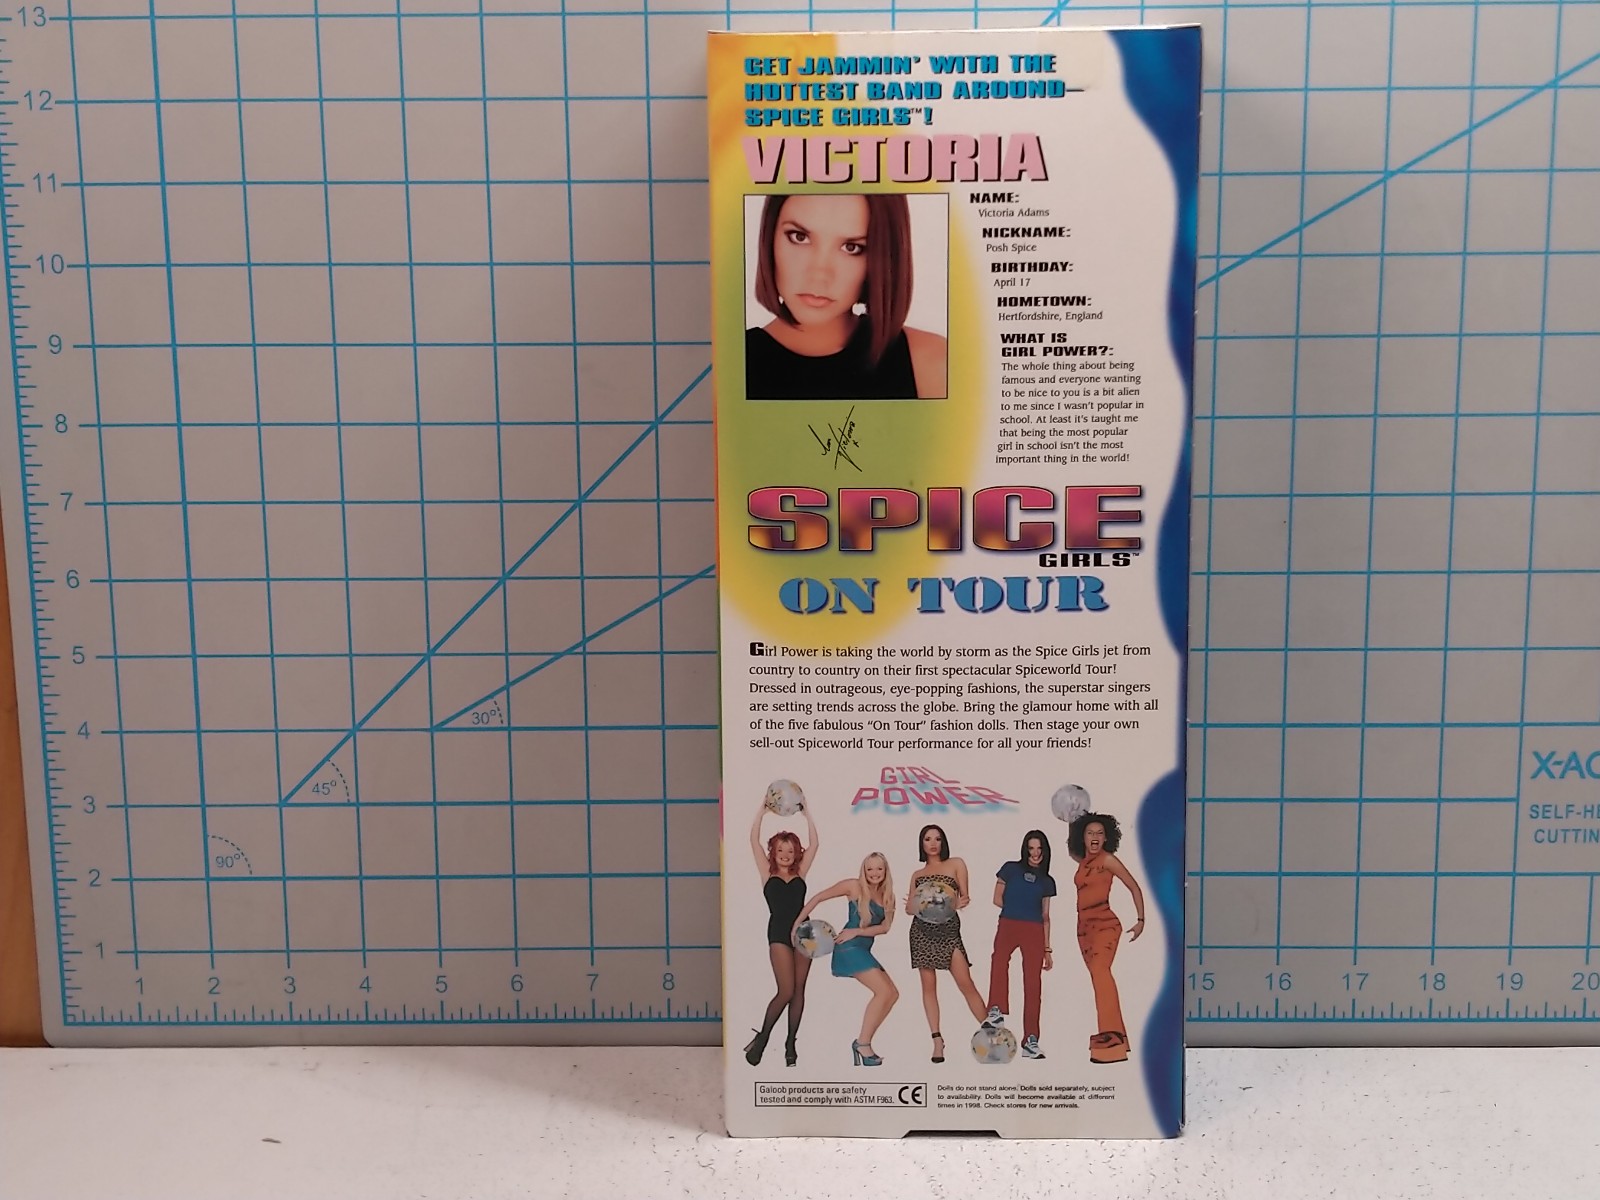 GET JAMMIN' WITH THE
HOTTEST BAND AROUND—
SPICE GIRLS™!
VICTORIA
NAME:
Victoria Adams
NICKNAME:
Posh Spice
BIRTHDAY:
April 17
HOMETOWN:
Hertfordshire, England
WHAT IS
GIRL POWER?:
The whole thing about being
famous and everyone wanting
to be nice to you is a bit alien
to me since I wasn't popular in
school. At least it's taught me
that being the most popular
girl in school isn't the most
important thing in the world!
Victoria
x
SPICE
GIRLS™
ON TOUR
Girl Power is taking the world by storm as the Spice Girls jet from
country to country on their first spectacular Spiceworld Tour!
Dressed in outrageous, eye-popping fashions, the superstar singers
are setting trends across the globe. Bring the glamour home with all
of the five fabulous "On Tour" fashion dolls. Then stage your own
sell-out Spiceworld Tour performance for all your friends!
GIRL
POWER
Galoob products are safety
tested and comply with ASTM F963.
CE
Dolls do not stand alone. Dolls sold separately, subject
to availability. Dolls will become available at different
times in 1998. Check stores for new arrivals.
13
12
11
10
9
8
7
6
5
4
3
2
1
1 2 3 4 5 6 7 8
15 16 17 18 19 20
30°
45°
90°
X-AC
SELF-HE
CUTTIN